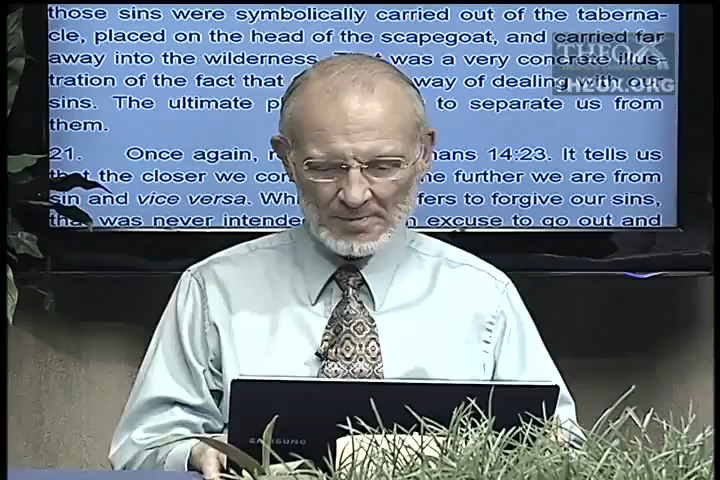 those sins were symbolically carried out of the taberna-
cle, placed on the head of the scapegoat, and carried far
away into the wilderness. That was a very concrete illus-
tration of the fact that way of dealing with our
sins. The ultimate to separate us from
them.
21. Once again, 14:23. It tells us
that the closer we further we are from
sin and vice versa. to forgive our sins,
that was never excuse to go out and
THEOX
THEOX.ORG
SAMSUNG